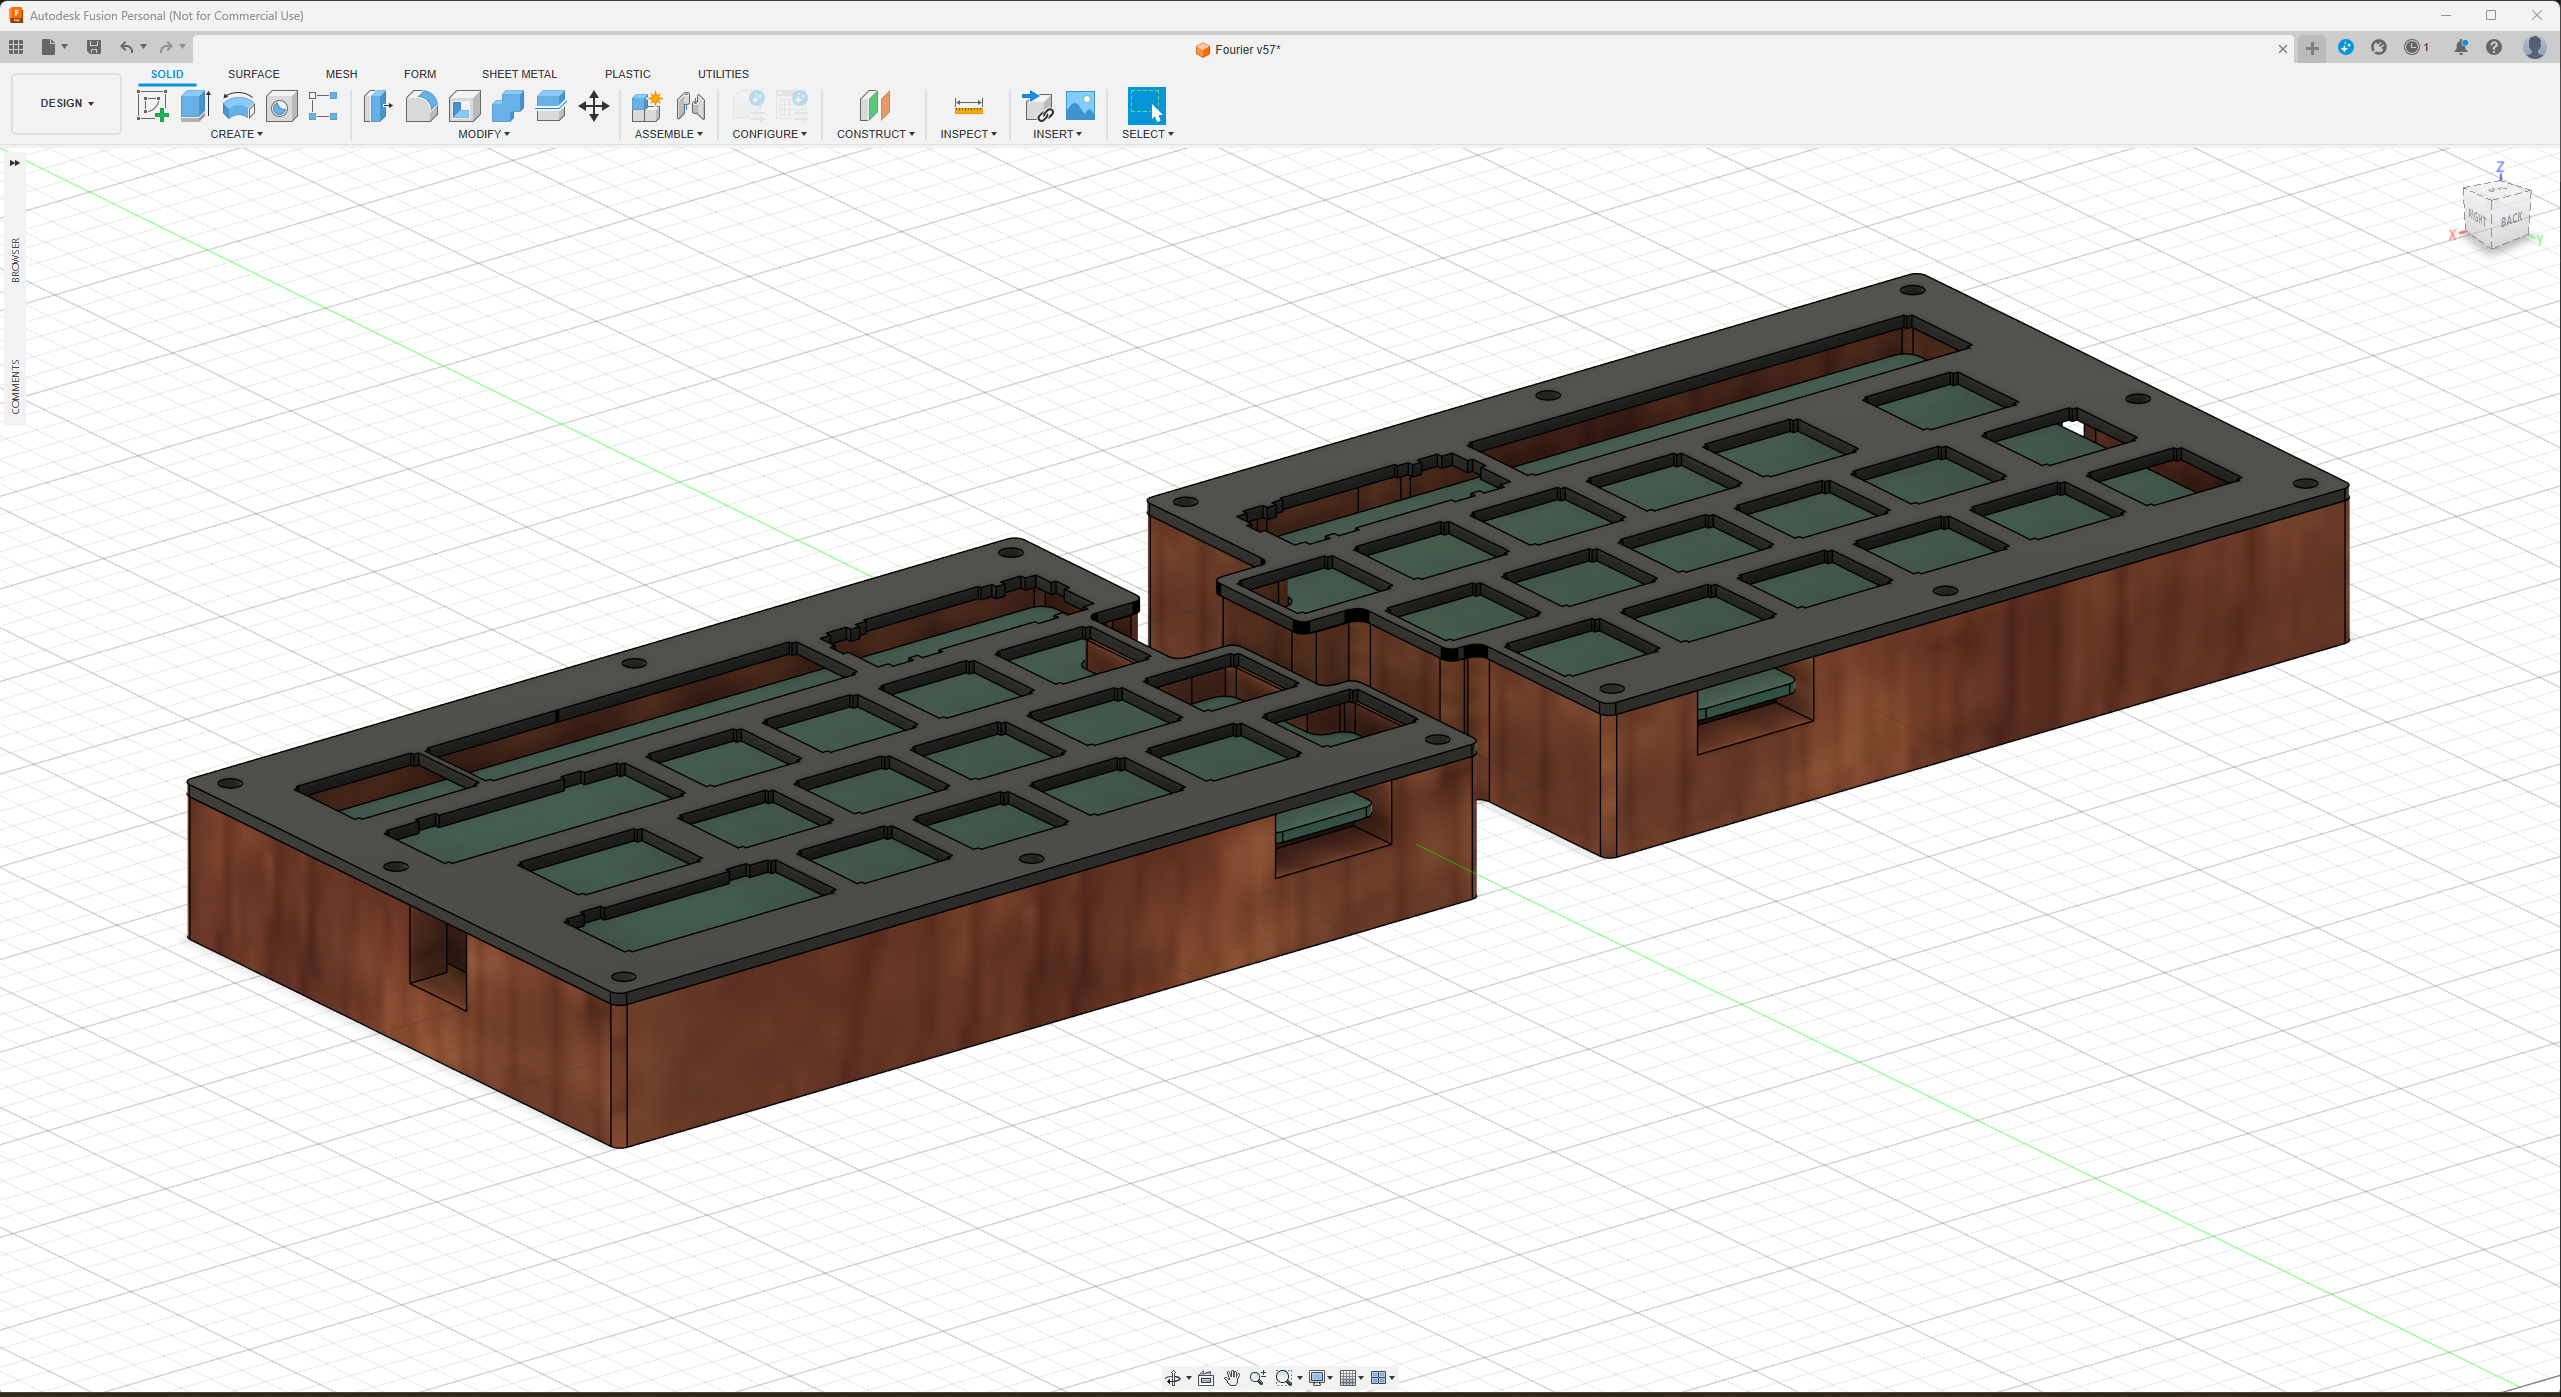 Autodesk Fusion Personal (Not for Commercial Use)
Fourier v57*
1
SOLID SURFACE MESH FORM SHEET METAL PLASTIC UTILITIES
DESIGN
CREATE MODIFY ASSEMBLE CONFIGURE CONSTRUCT INSPECT INSERT SELECT
BROWSER
COMMENTS
Z
RIGHT BACK
X Y